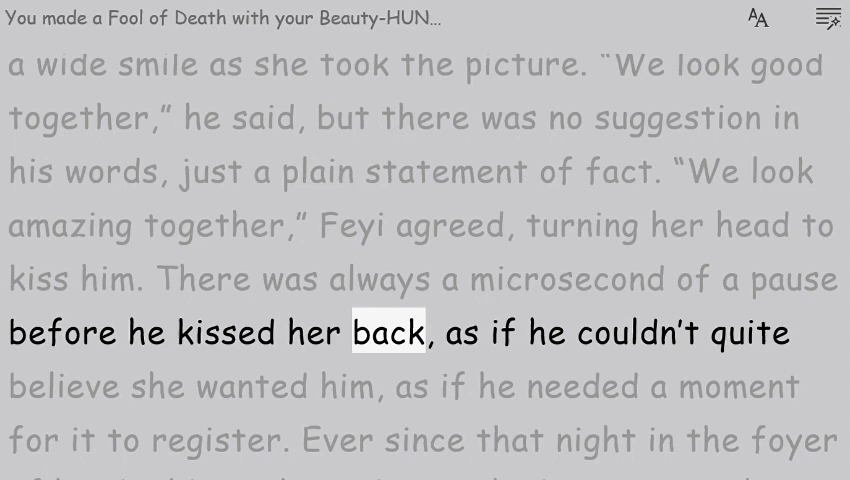 You made a Fool of Death with your Beauty-HUN...
a wide smile as she took the picture. “We look good
together,” he said, but there was no suggestion in
his words, just a plain statement of fact. “We look
amazing together,” Feyi agreed, turning her head to
kiss him. There was always a microsecond of a pause
before he kissed her back, as if he couldn’t quite
believe she wanted him, as if he needed a moment
for it to register. Ever since that night in the foyer